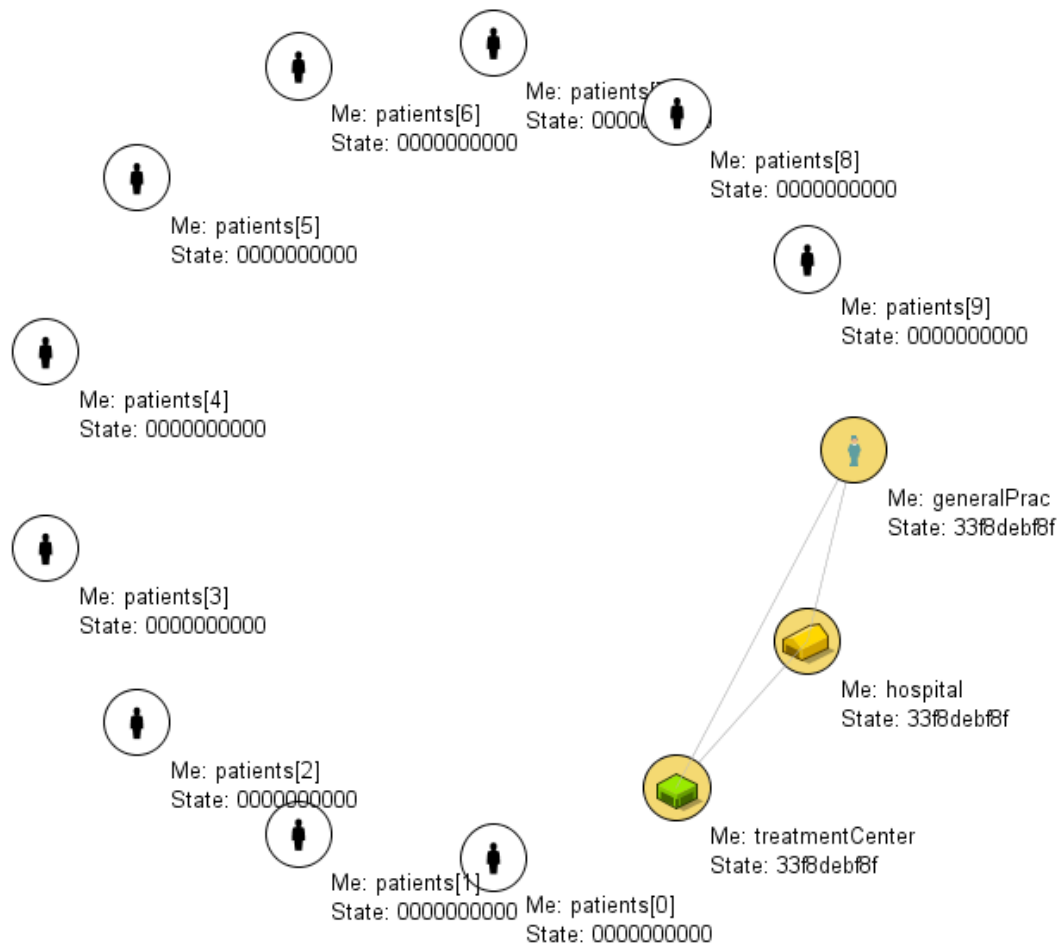 Me: patients[6]
State: 0000000000
Me: patients[
State: 0000
Me: patients[8]
State: 0000000000
Me: patients[5]
State: 0000000000
Me: patients[9]
State: 0000000000
Me: patients[4]
State: 0000000000
Me: generalPrac
State: 33f8debf8f
Me: patients[3]
State: 0000000000
Me: hospital
State: 33f8debf8f
Me: patients[2]
State: 0000000000
Me: treatmentCenter
State: 33f8debf8f
Me: patients[1]
State: 0000000000
Me: patients[0]
State: 0000000000